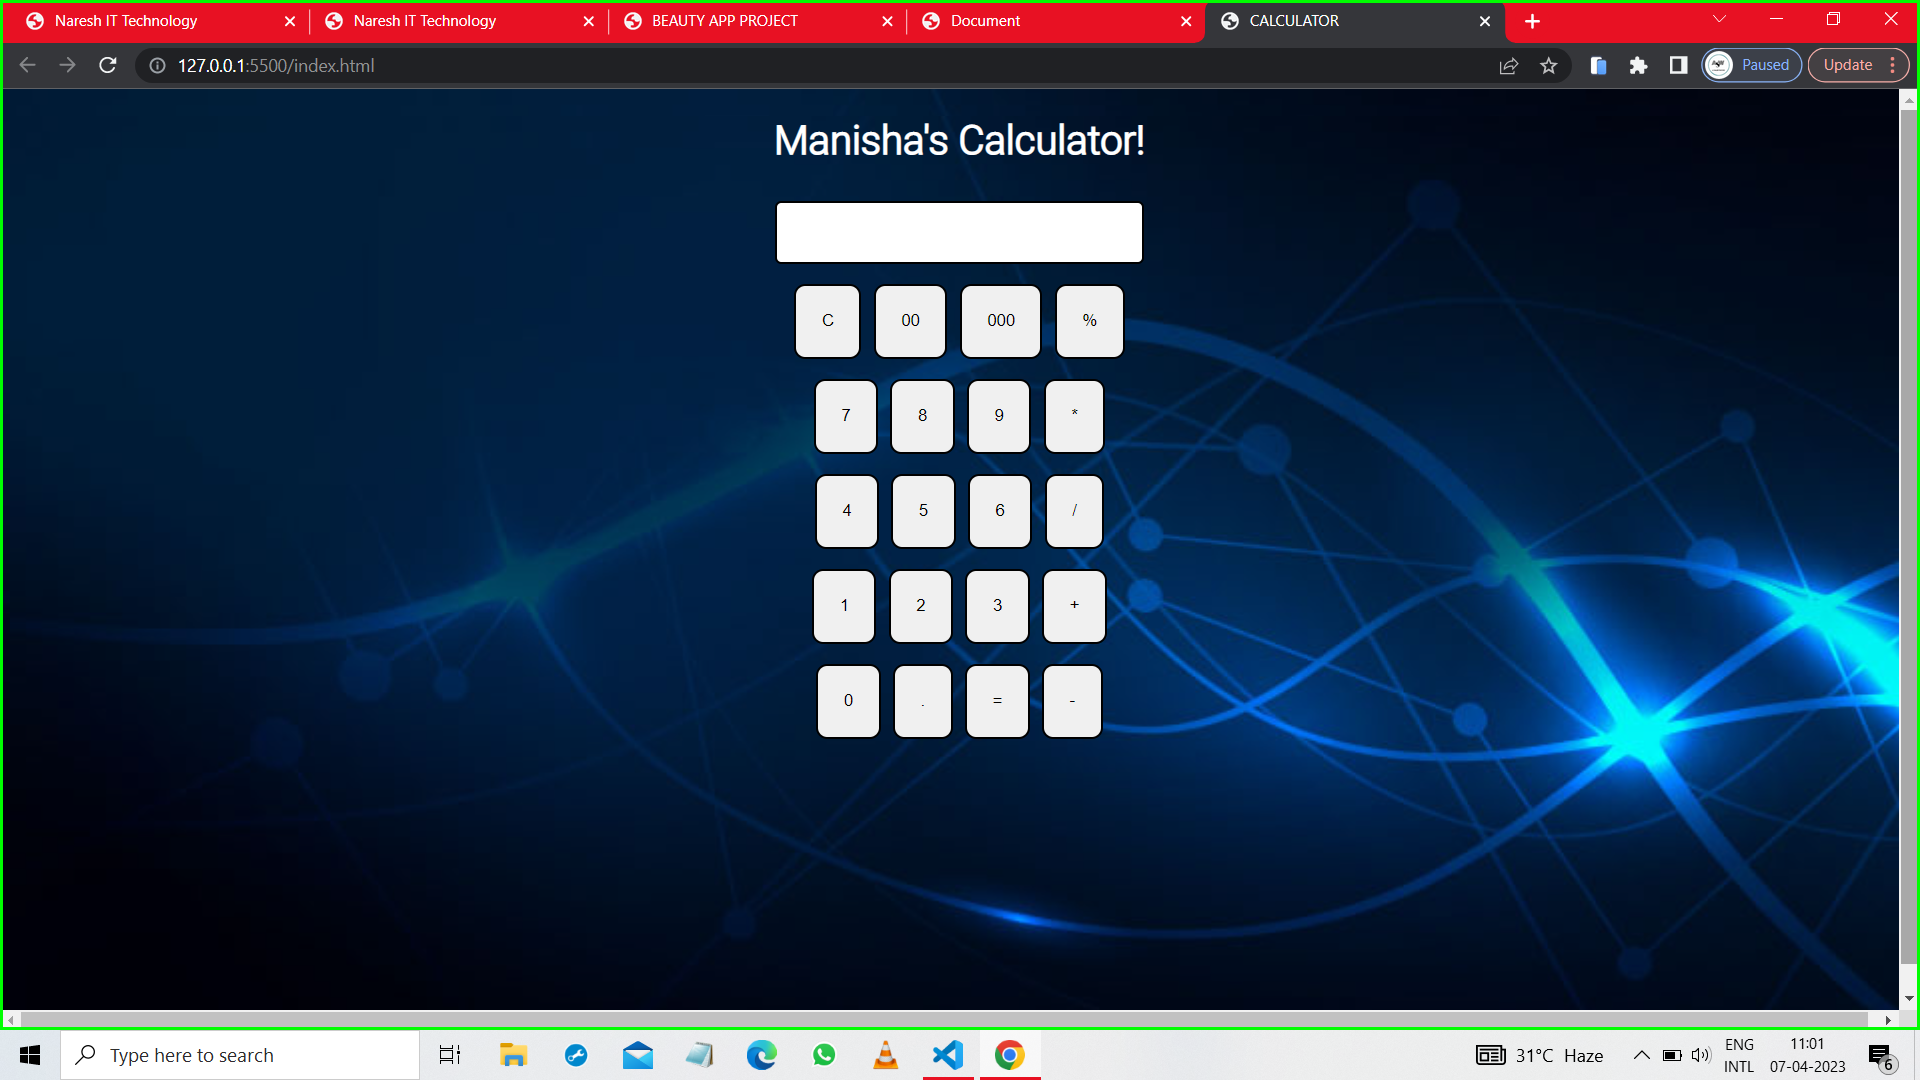 Naresh IT Technology
Naresh IT Technology
BEAUTY APP PROJECT
Document
CALCULATOR
127.0.0.1:5500/index.html
Paused
Update
Manisha's Calculator!
C 00 000 %
7 8 9 *
4 5 6 /
1 2 3 +
0 . = -
Type here to search
31°C Haze
ENG
INTL
11:01
07-04-2023
6